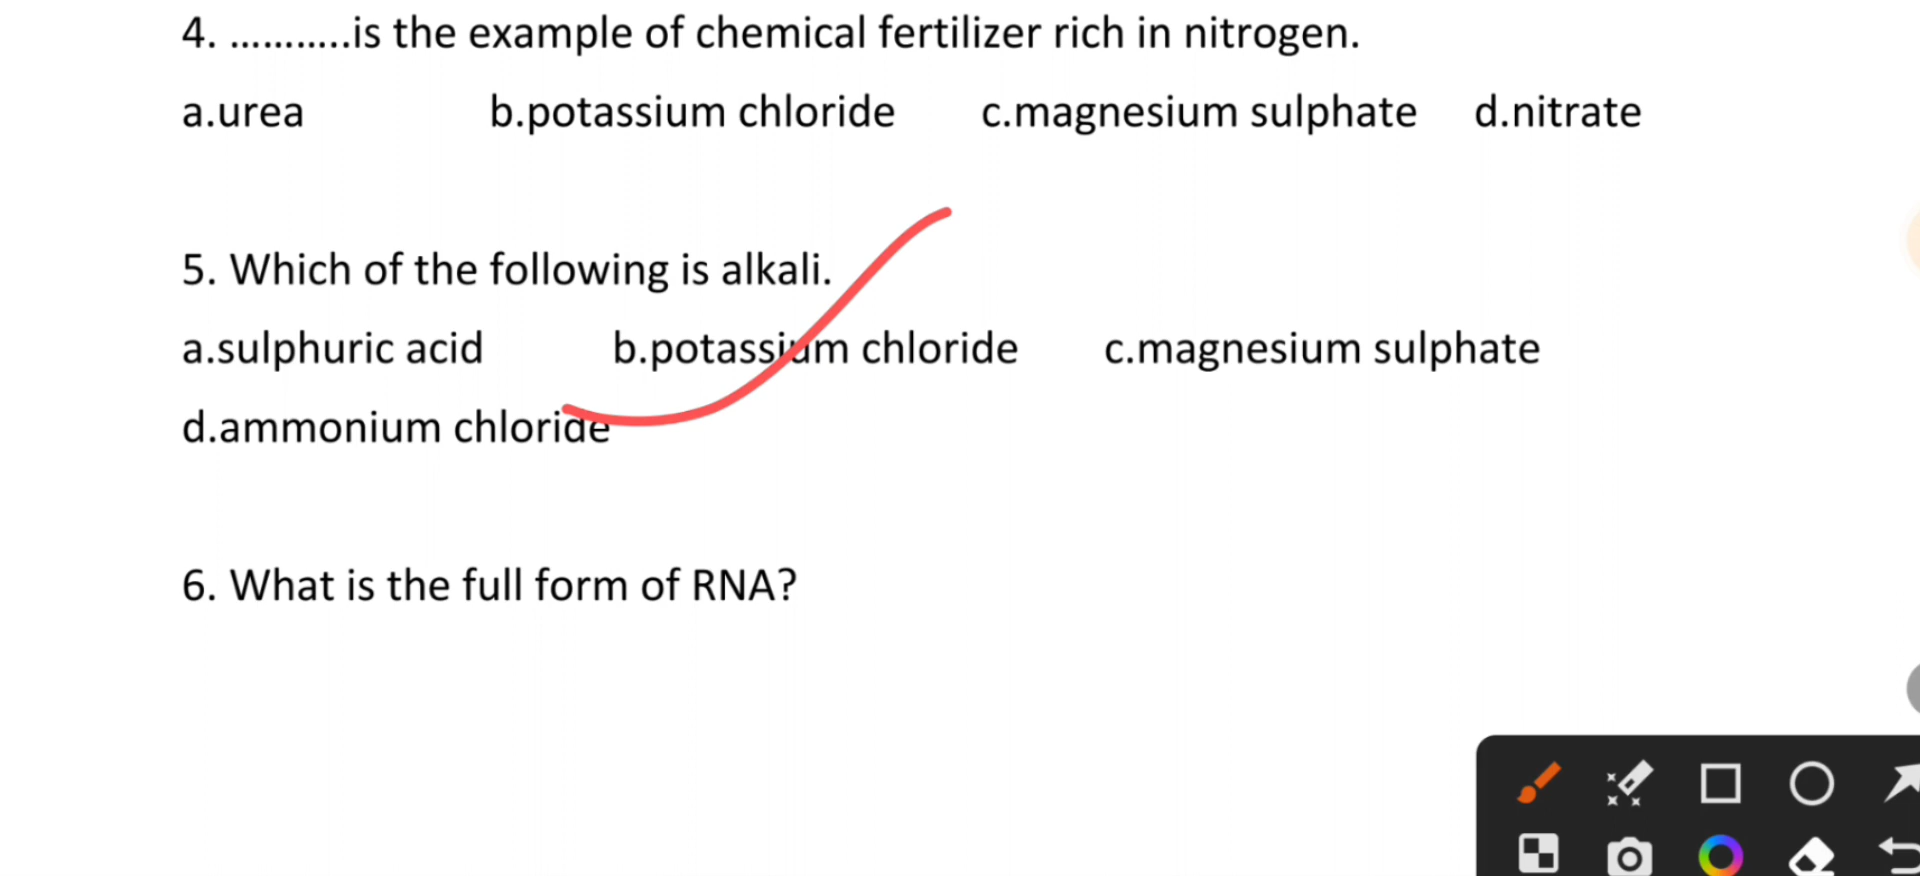 4. ...........is the example of chemical fertilizer rich in nitrogen.
a.urea b.potassium chloride c.magnesium sulphate d.nitrate
5. Which of the following is alkali.
a.sulphuric acid b.potassium chloride c.magnesium sulphate
d.ammonium chloride
6. What is the full form of RNA?